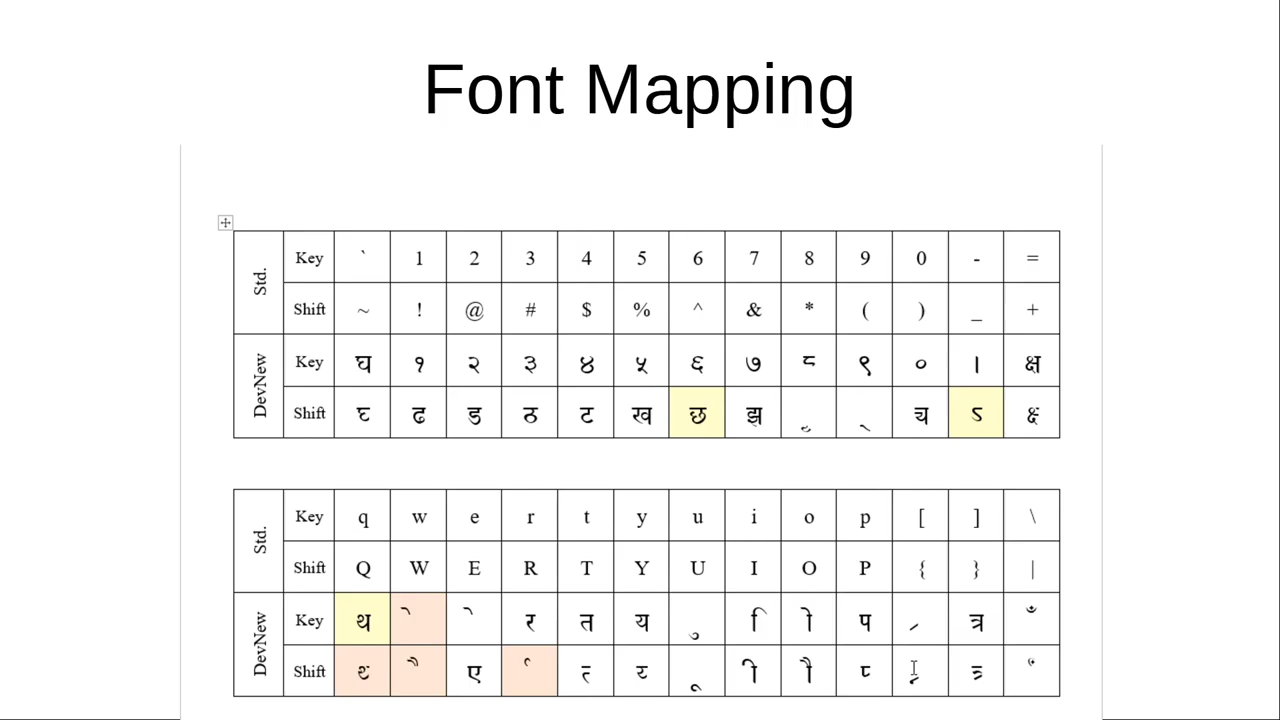 Font Mapping
Std. Key ` 1 2 3 4 5 6 7 8 9 0 - =
Shift ~ ! @ # $ % ^ & * ( ) _ +
DevNew Key घ १ २ ३ ४ ५ ६ ७ ८ ९ ० । क्ष
Shift घ् ढ ड ठ ट ख छ झ ृ ् च ऽ क्ष्
Std. Key q w e r t y u i o p [ ] \
Shift Q W E R T Y U I O P { } |
DevNew Key थ े र त य ु ि ो प त्र ँ
Shift थ् ै ए र् त् य् ू ी ौ प् त्र्